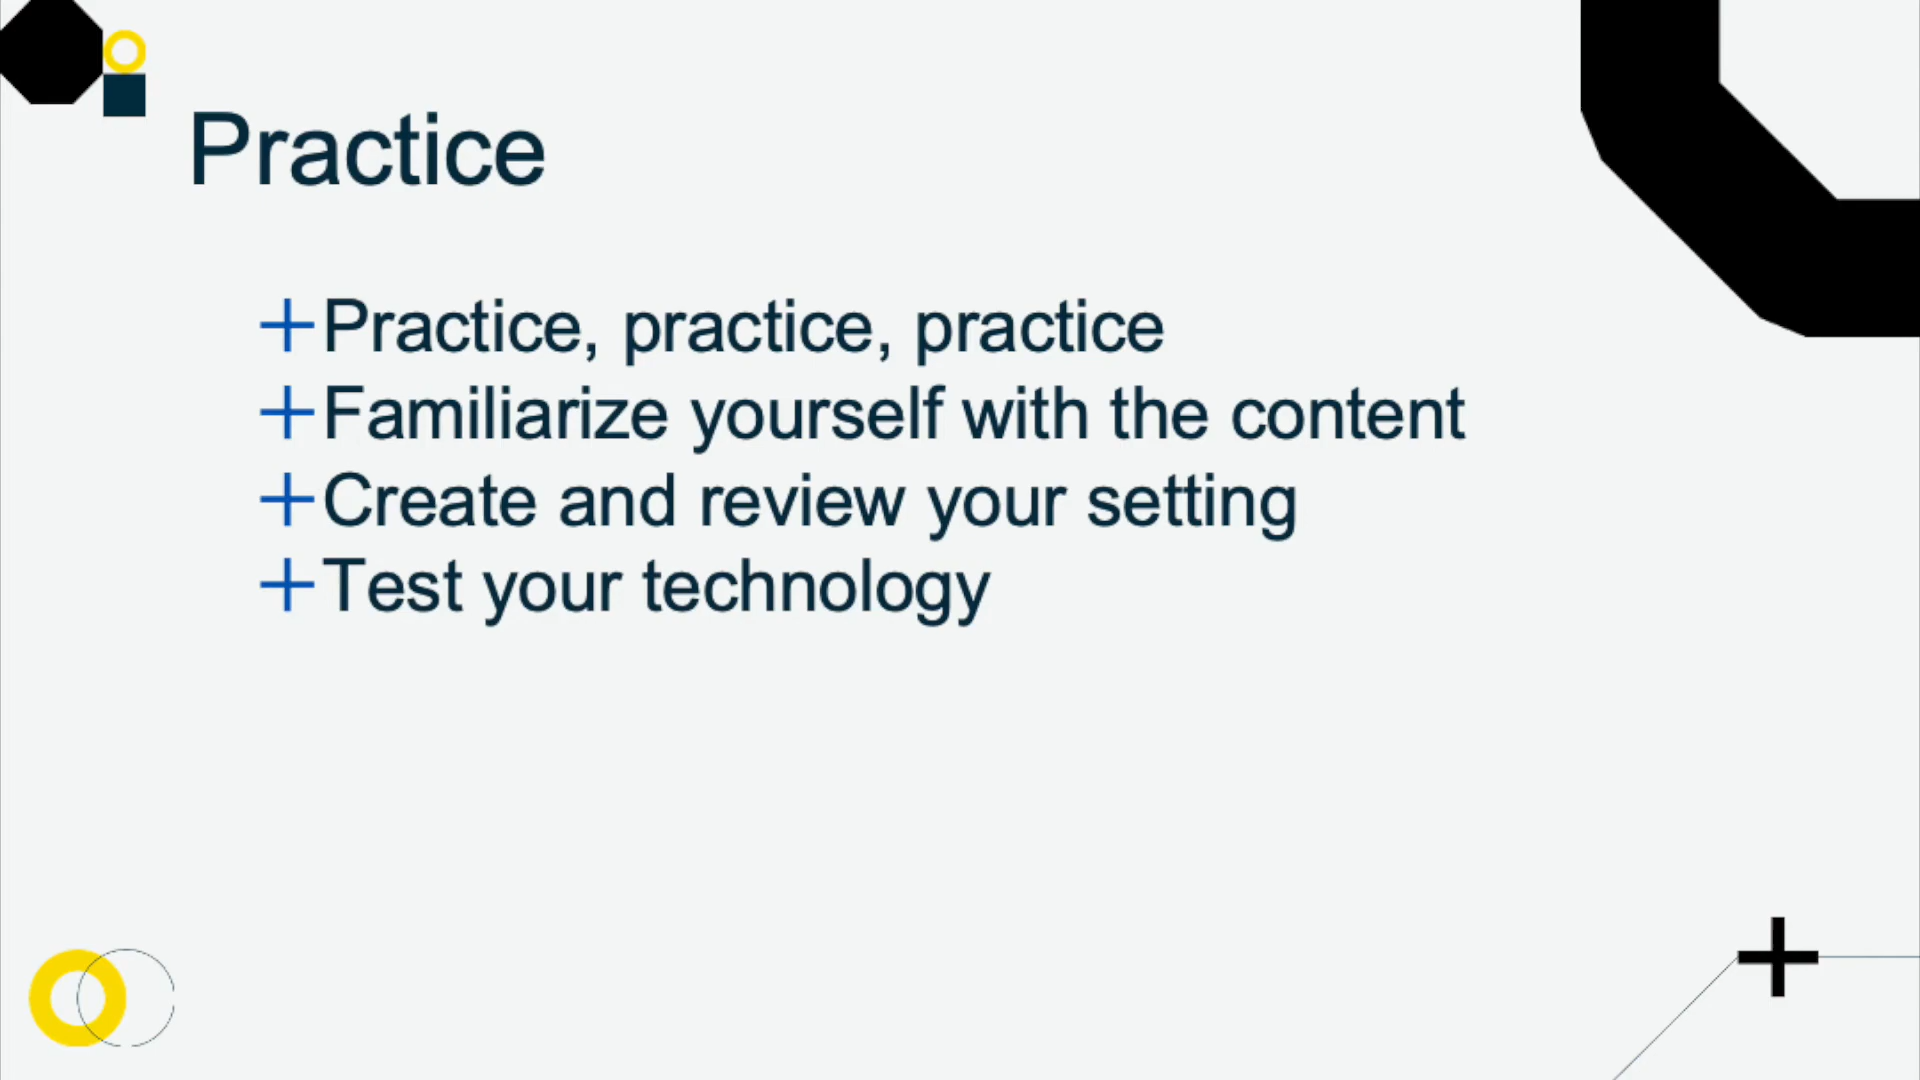 Practice
Practice, practice, practice
Familiarize yourself with the content
Create and review your setting
Test your technology